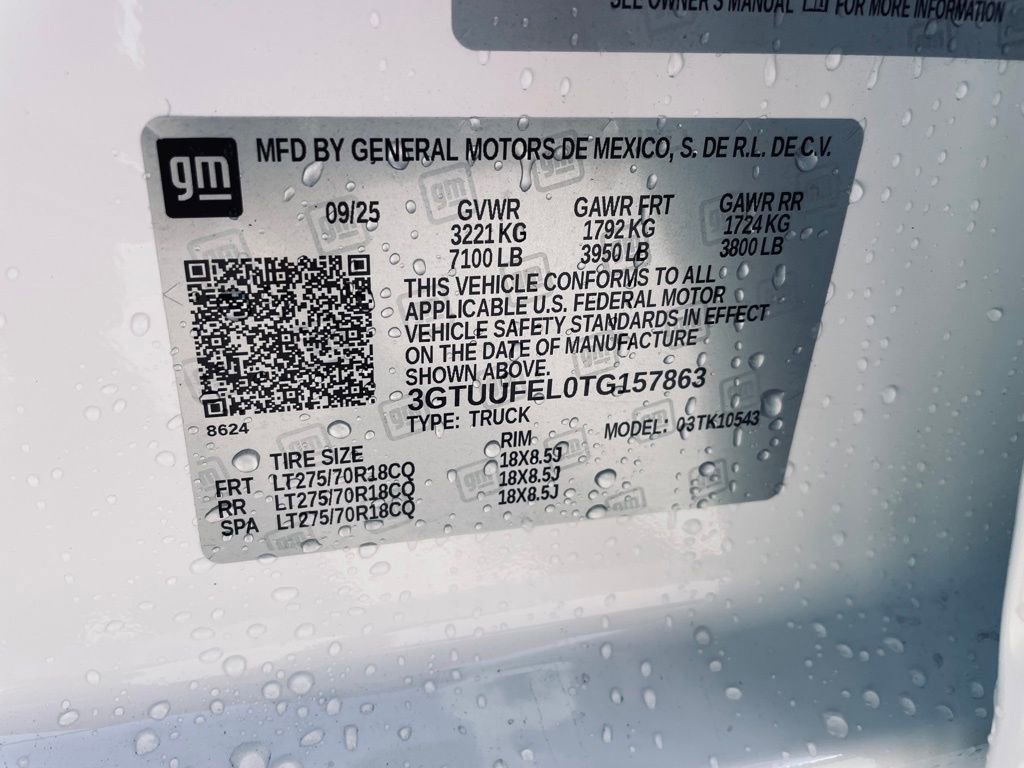 SEE OWNER'S MANUAL FOR MORE INFORMATION
gm
MFD BY GENERAL MOTORS DE MEXICO, S. DE R.L. DE C.V.
09/25 GVWR GAWR FRT GAWR RR
3221 KG 1792 KG 1724 KG
7100 LB 3950 LB 3800 LB
THIS VEHICLE CONFORMS TO ALL
APPLICABLE U.S. FEDERAL MOTOR
VEHICLE SAFETY STANDARDS IN EFFECT
ON THE DATE OF MANUFACTURE
SHOWN ABOVE.
3GTUUFEL0TG157863
8624
TYPE: TRUCK MODEL: 03TK10543
TIRE SIZE RIM
FRT LT275/70R18CQ 18X8.5J
RR LT275/70R18CQ 18X8.5J
SPA LT275/70R18CQ 18X8.5J